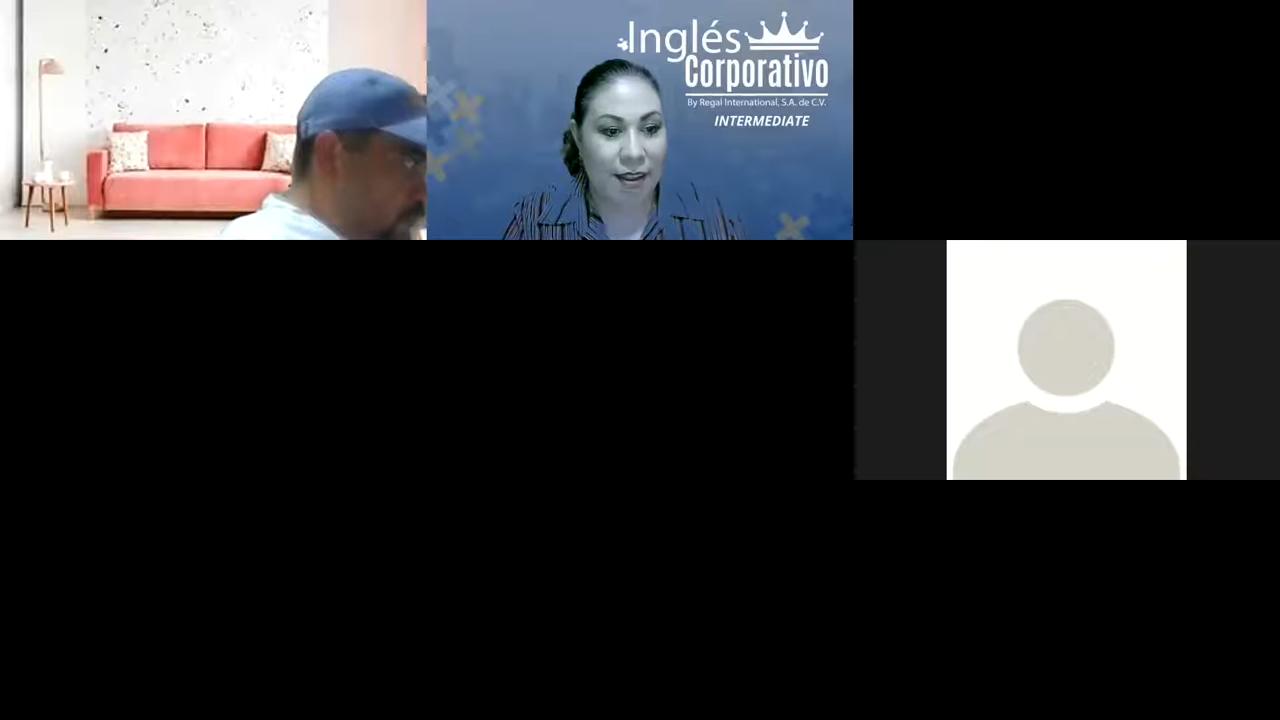 Inglés
Corporativo
By Regal International, S.A. de C.V.
INTERMEDIATE